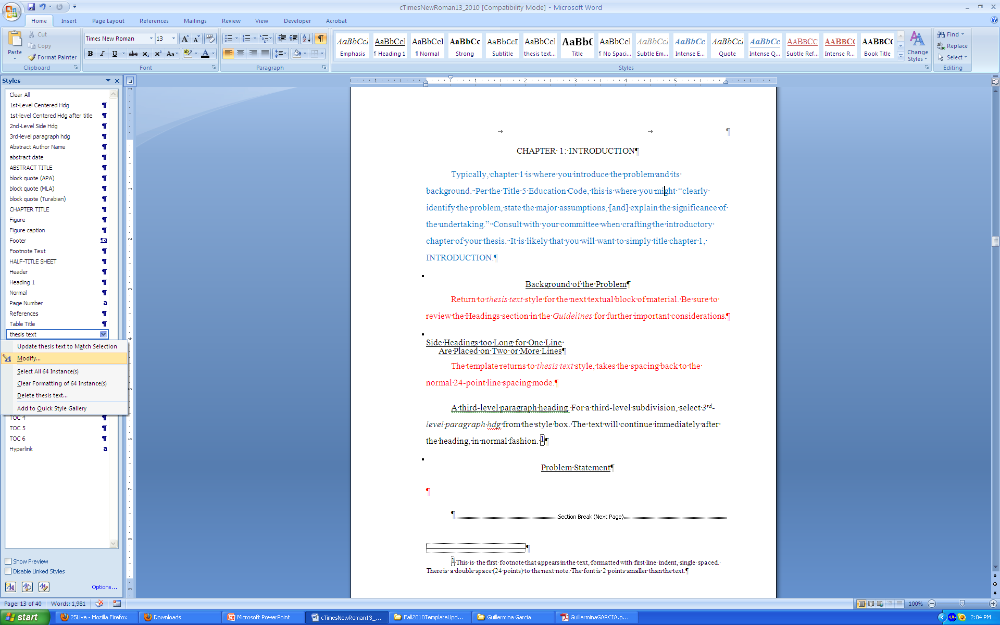 cTimesNewRoman13_2010 [Compatibility Mode] - Microsoft Word
Home Insert Page Layout References Mailings Review View Developer Acrobat
Paste
Cut
Copy
Format Painter
Clipboard
Times New Roman 13
Font
Paragraph
AaBbCcI AaBbCcI AaBbCcI AaBbCc AaBbCcI AaBbCcI AaBbC AaBbCcI AaBbCcI AaBbCc AaBbCcI AaBbCc AABBCC AABBCC AABBCC
Emphasis ¶ Heading 1 ¶ Normal Strong Subtitle thesis text... Title ¶ No Spaci... Subtle Em... Intense E... Quote Intense Q... Subtle Ref... Intense R... Book Title
Styles
Change Styles
Find
Replace
Select
Editing
Styles
Clear All
1st-Level Centered Hdg
1st-level Centered Hdg after title
2nd-Level Side Hdg
3rd-level paragraph hdg
Abstract Author Name
abstract date
ABSTRACT TITLE
block quote (APA)
block quote (MLA)
block quote (Turabian)
CHAPTER TITLE
Figure
Figure caption
Footer
Footnote Text
HALF-TITLE SHEET
Header
Heading 1
Normal
Page Number
References
Table Title
thesis text
Update thesis text to Match Selection
Modify...
Select All 64 Instance(s)
Clear Formatting of 64 Instance(s)
Delete thesis text...
Add to Quick Style Gallery
TOC 4
TOC 5
TOC 6
Hyperlink
Show Preview
Disable Linked Styles
Options...
CHAPTER 1: INTRODUCTION¶
Typically, chapter 1 is where you introduce the problem and its
background. Per the Title 5 Education Code, this is where you might “clearly
identify the problem, state the major assumptions, [and] explain the significance of
the undertaking.” Consult with your committee when crafting the introductory
chapter of your thesis. It is likely that you will want to simply title chapter 1,
INTRODUCTION.¶
Background of the Problem¶
Return to thesis text style for the next textual block of material. Be sure to
review the Headings section in the Guidelines for further important considerations.¶
Side Headings too Long for One Line
Are Placed on Two or More Lines¶
The template returns to thesis text style, takes the spacing back to the
normal 24-point line spacing mode.¶
A third-level paragraph heading. For a third-level subdivision, select 3rd-
level paragraph hdg from the style box. The text will continue immediately after
the heading, in normal fashion. 1¶
Problem Statement¶
¶
¶Section Break (Next Page)
¶
1 This is the first footnote that appears in the text, formatted with first line indent, single spaced.
There is a double space (24 points) to the next note. The font is 2 points smaller than the text.¶
Page: 13 of 40 Words: 1,981 100%
start 25Live - Mozilla Firefox Downloads Microsoft PowerPoint cTimesNewRoman13_... Fall2010TemplateUpd... Guillermina Garcia GuillerminaGARCIA.p... 2:04 PM